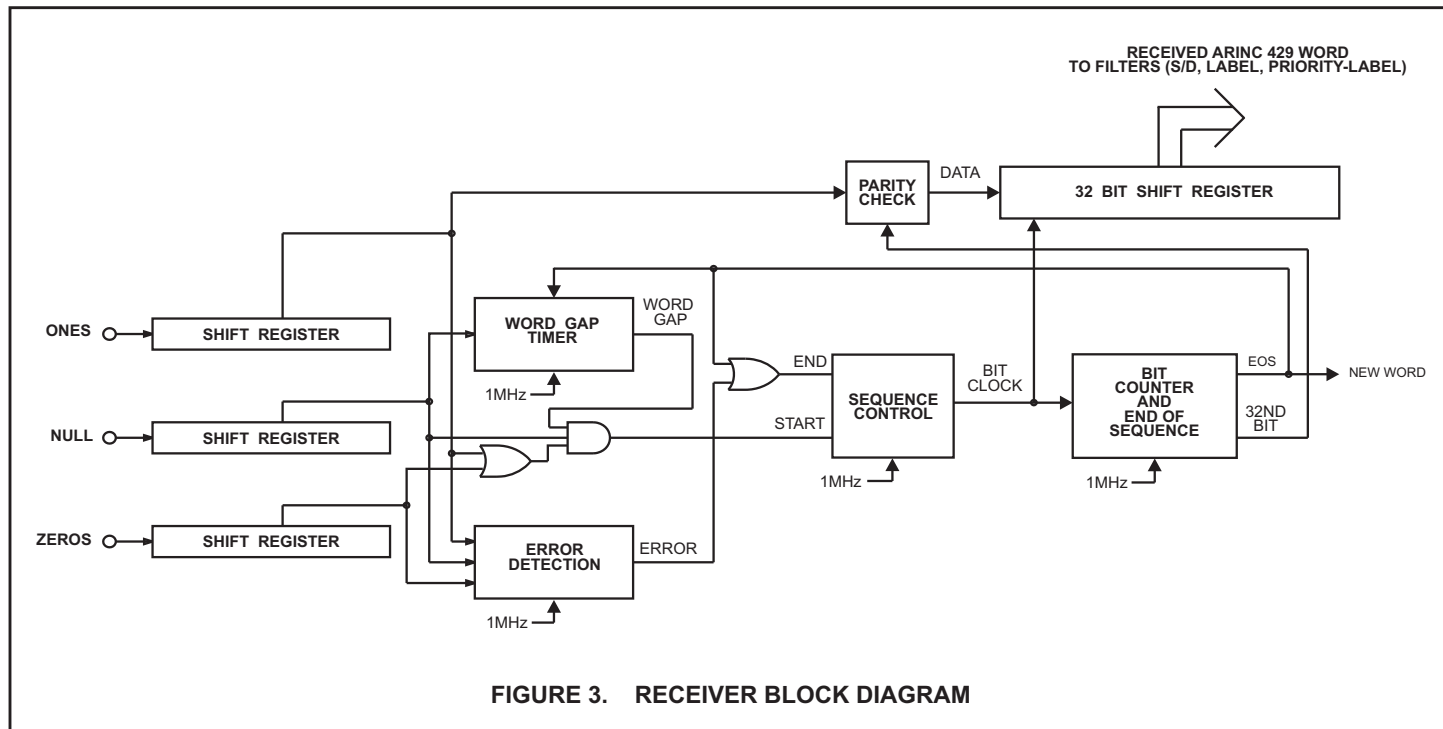 RECEIVED ARINC 429 WORD
TO FILTERS (S/D, LABEL, PRIORITY-LABEL)
PARITY
CHECK
DATA
32 BIT SHIFT REGISTER
ONES
SHIFT REGISTER
WORD GAP
TIMER
WORD
GAP
1MHz
END
SEQUENCE
CONTROL
START
1MHz
BIT
CLOCK
BIT
COUNTER
AND
END OF
SEQUENCE
EOS
NEW WORD
32ND
BIT
1MHz
NULL
SHIFT REGISTER
ZEROS
SHIFT REGISTER
ERROR
DETECTION
ERROR
1MHz
FIGURE 3. RECEIVER BLOCK DIAGRAM